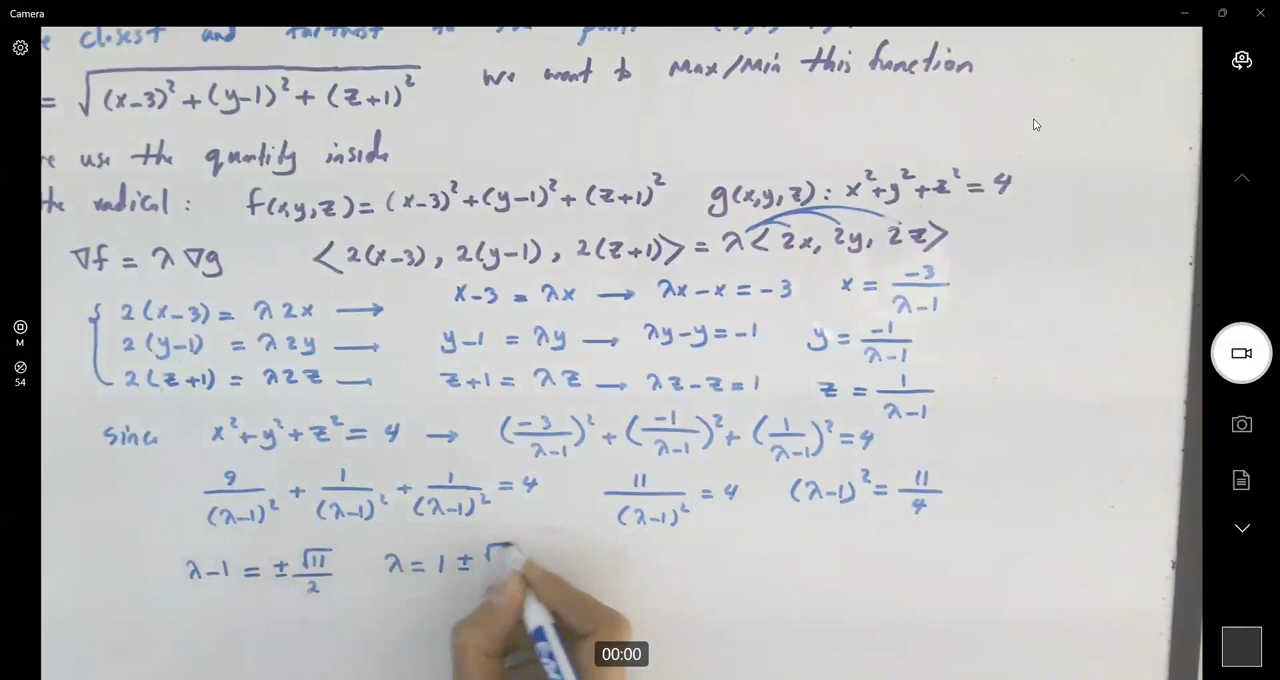 Camera
e closest and farthest to the point
= √((x-3)² + (y-1)² + (z+1)²) we want to Max/Min this function
re use the quantity inside
the radical: f(x,y,z) = (x-3)² + (y-1)² + (z+1)² g(x,y,z): x² + y² + z² = 4
∇f = λ∇g <2(x-3), 2(y-1), 2(z+1)> = λ<2x, 2y, 2z>
2(x-3) = λ2x → x-3 = λx → λx-x = -3 x = -3/(λ-1)
2(y-1) = λ2y → y-1 = λy → λy-y = -1 y = -1/(λ-1)
2(z+1) = λ2z → z+1 = λz → λz-z = 1 z = 1/(λ-1)
since x² + y² + z² = 4 → (-3/(λ-1))² + (-1/(λ-1))² + (1/(λ-1))² = 4
9/(λ-1)² + 1/(λ-1)² + 1/(λ-1)² = 4 11/(λ-1)² = 4 (λ-1)² = 11/4
λ-1 = ± √11/2 λ = 1 ± √
M
54
00:00